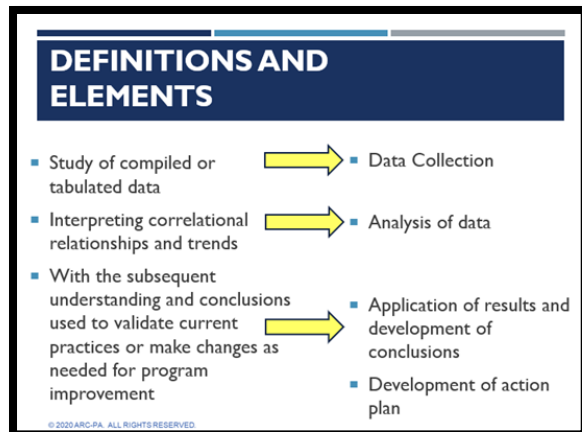 DEFINITIONS AND
ELEMENTS
Study of compiled or
tabulated data
Data Collection
Interpreting correlational
relationships and trends
Analysis of data
With the subsequent
understanding and conclusions
used to validate current
practices or make changes as
needed for program
improvement
Application of results and
development of
conclusions
Development of action
plan
© 2020 ARC-PA. ALL RIGHTS RESERVED.